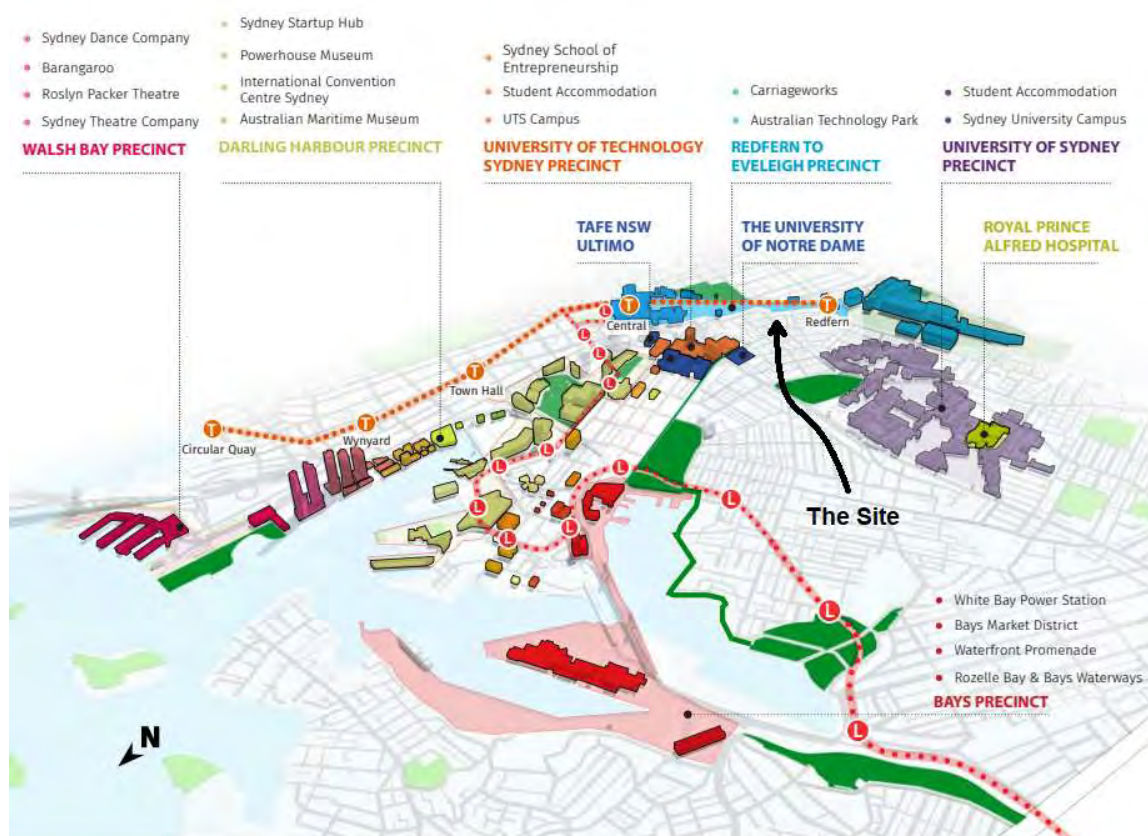 Sydney Dance Company
Barangaroo
Roslyn Packer Theatre
Sydney Theatre Company
WALSH BAY PRECINCT
Sydney Startup Hub
Powerhouse Museum
International Convention
Centre Sydney
Australian Maritime Museum
DARLING HARBOUR PRECINCT
Sydney School of
Entrepreneurship
Student Accommodation
UTS Campus
UNIVERSITY OF TECHNOLOGY
SYDNEY PRECINCT
Carriageworks
Australian Technology Park
REDFERN TO
EVELEIGH PRECINCT
Student Accommodation
Sydney University Campus
UNIVERSITY OF SYDNEY
PRECINCT
TAFE NSW
ULTIMO
THE UNIVERSITY
OF NOTRE DAME
ROYAL PRINCE
ALFRED HOSPITAL
T
Central
T
Redfern
L
L
L
L
T
Town Hall
T
Wynyard
T
Circular Quay
L
L
L
L
L
L
L
The Site
L
L
White Bay Power Station
Bays Market District
Waterfront Promenade
Rozelle Bay & Bays Waterways
BAYS PRECINCT
N